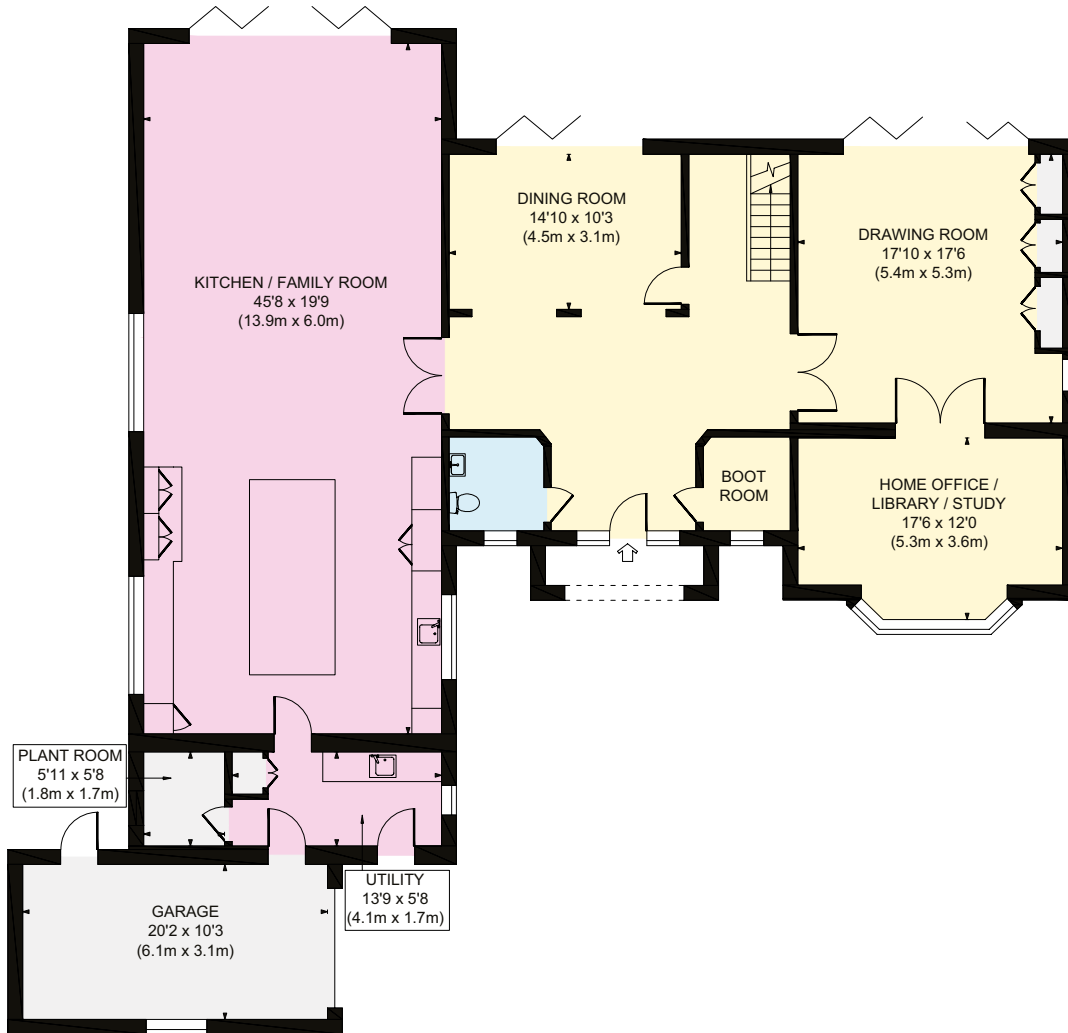 DINING ROOM
14'10 x 10'3
(4.5m x 3.1m)
DRAWING ROOM
17'10 x 17'6
(5.4m x 5.3m)
KITCHEN / FAMILY ROOM
45'8 x 19'9
(13.9m x 6.0m)
BOOT
ROOM
HOME OFFICE /
LIBRARY / STUDY
17'6 x 12'0
(5.3m x 3.6m)
PLANT ROOM
5'11 x 5'8
(1.8m x 1.7m)
UTILITY
13'9 x 5'8
(4.1m x 1.7m)
GARAGE
20'2 x 10'3
(6.1m x 3.1m)